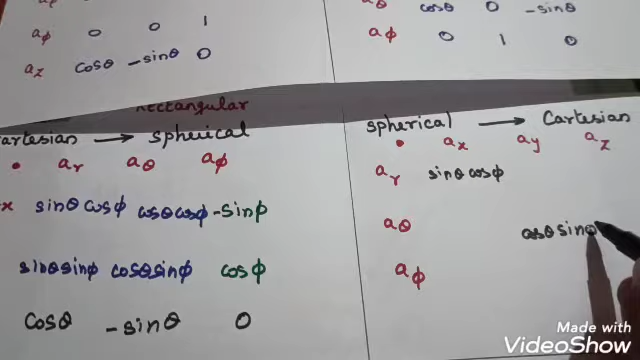 aφ 0 0 1
az cosθ -sinθ 0
aθ cosθ 0 -sinθ
aφ 0 1 0
Rectangular
Cartesian → spherical
• ar aθ aφ
x sinθ cosφ cosθ cosφ -sinφ
sinθ sinφ cosθ sinφ cosφ
cosθ -sinθ 0
spherical → Cartesian
• ax ay az
ar sinθ cosφ
aθ cosθ sin
aφ
Made with
VideoShow